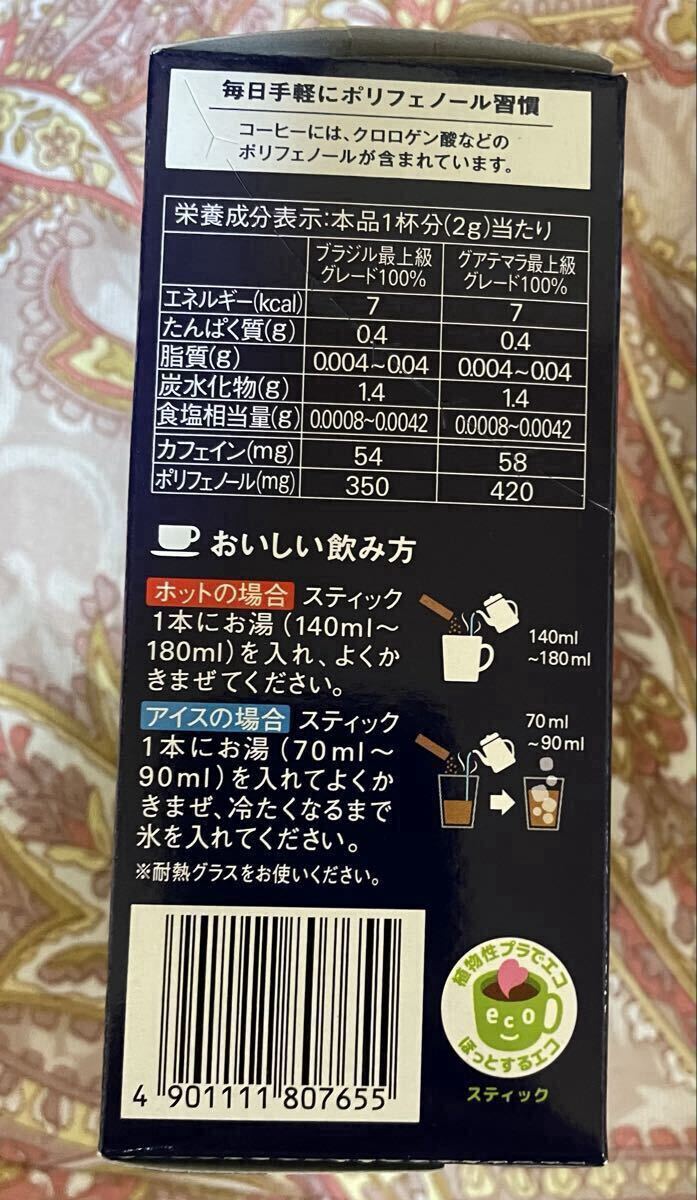 毎日手軽にポリフェノール習慣
コーヒーには、クロロゲン酸などの
ポリフェノールが含まれています。
栄養成分表示:本品1杯分(2g)当たり
ブラジル最上級 グアテマラ最上級
グレード100% グレード100%
エネルギー(kcal) 7 7
たんぱく質(g) 0.4 0.4
脂質(g) 0.004~0.04 0.004~0.04
炭水化物(g) 1.4 1.4
食塩相当量(g) 0.0008~0.0042 0.0008~0.0042
カフェイン(mg) 54 58
ポリフェノール(mg) 350 420
おいしい飲み方
ホットの場合 スティック
1本にお湯(140ml~
180ml)を入れ、よくか
きまぜてください。
140ml
~180ml
アイスの場合 スティック
1本にお湯(70ml~
90ml)を入れてよくか
きまぜ、冷たくなるまで
氷を入れてください。
※耐熱グラスをお使いください。
70ml
~90ml
4 901111 807655
植物性プラでエコ
eco
ほっとするエコ
スティック